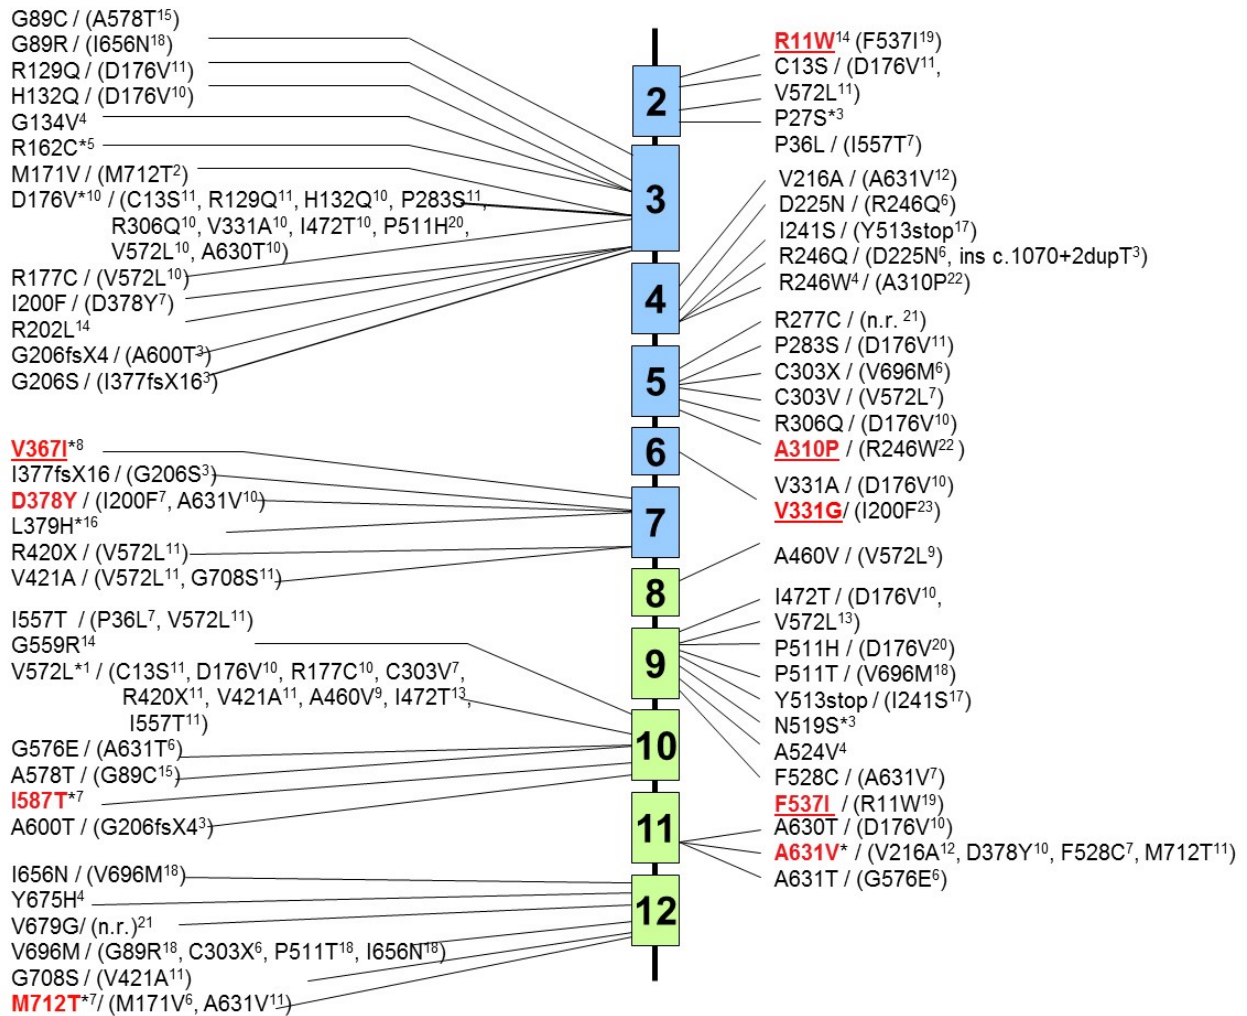 G89C / (A578T¹⁵)
G89R / (I656N¹⁸)
R129Q / (D176V¹¹)
H132Q / (D176V¹⁰)
G134V⁴
R162C*⁵
M171V / (M712T²)
D176V*¹⁰ / (C13S¹¹, R129Q¹¹, H132Q¹⁰, P283S¹¹,
R306Q¹⁰, V331A¹⁰, I472T¹⁰, P511H²⁰,
V572L¹⁰, A630T¹⁰)
R177C / (V572L¹⁰)
I200F / (D378Y⁷)
R202L¹⁴
G206fsX4 / (A600T³)
G206S / (I377fsX16³)
V367I*⁸
I377fsX16 / (G206S³)
D378Y / (I200F⁷, A631V¹⁰)
L379H*¹⁶
R420X / (V572L¹¹)
V421A / (V572L¹¹, G708S¹¹)
I557T / (P36L⁷, V572L¹¹)
G559R¹⁴
V572L*¹ / (C13S¹¹, D176V¹⁰, R177C¹⁰, C303V⁷,
R420X¹¹, V421A¹¹, A460V⁹, I472T¹³,
I557T¹¹)
G576E / (A631T⁶)
A578T / (G89C¹⁵)
I587T*⁷
A600T / (G206fsX4³)
I656N / (V696M¹⁸)
Y675H⁴
V679G/ (n.r.)²¹
V696M / (G89R¹⁸, C303X⁶, P511T¹⁸, I656N¹⁸)
G708S / (V421A¹¹)
M712T*⁷/ (M171V⁶, A631V¹¹)
2
3
4
5
6
7
8
9
10
11
12
R11W¹⁴ (F537I¹⁹)
C13S / (D176V¹¹,
V572L¹¹)
P27S*³
P36L / (I557T⁷)
V216A / (A631V¹²)
D225N / (R246Q⁶)
I241S / (Y513stop¹⁷)
R246Q / (D225N⁶, ins c.1070+2dupT³)
R246W⁴ / (A310P²²)
R277C / (n.r. ²¹)
P283S / (D176V¹¹)
C303X / (V696M⁶)
C303V / (V572L⁷)
R306Q / (D176V¹⁰)
A310P / (R246W²²)
V331A / (D176V¹⁰)
V331G/ (I200F²³)
A460V / (V572L⁹)
I472T / (D176V¹⁰,
V572L¹³)
P511H / (D176V²⁰)
P511T / (V696M¹⁸)
Y513stop / (I241S¹⁷)
N519S*³
A524V⁴
F528C / (A631V⁷)
F537I / (R11W¹⁹)
A630T / (D176V¹⁰)
A631V* / (V216A¹², D378Y¹⁰, F528C⁷, M712T¹¹)
A631T / (G576E⁶)